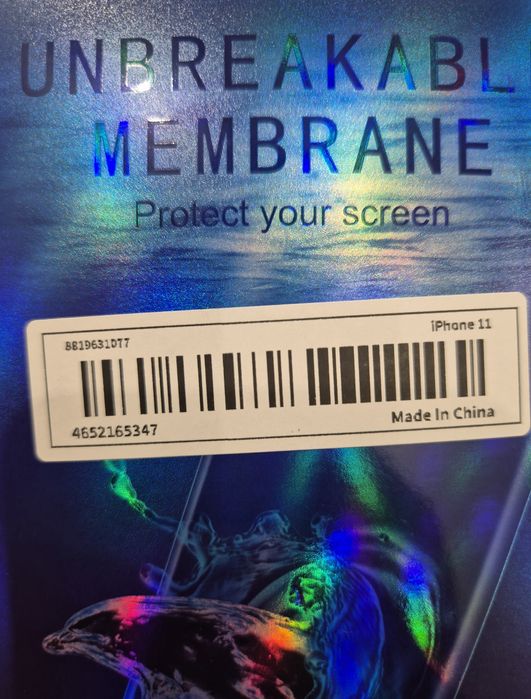 UNBREAKABL
MEMBRANE
Protect your screen
8819631DT7
iPhone 11
4652165347
Made In China